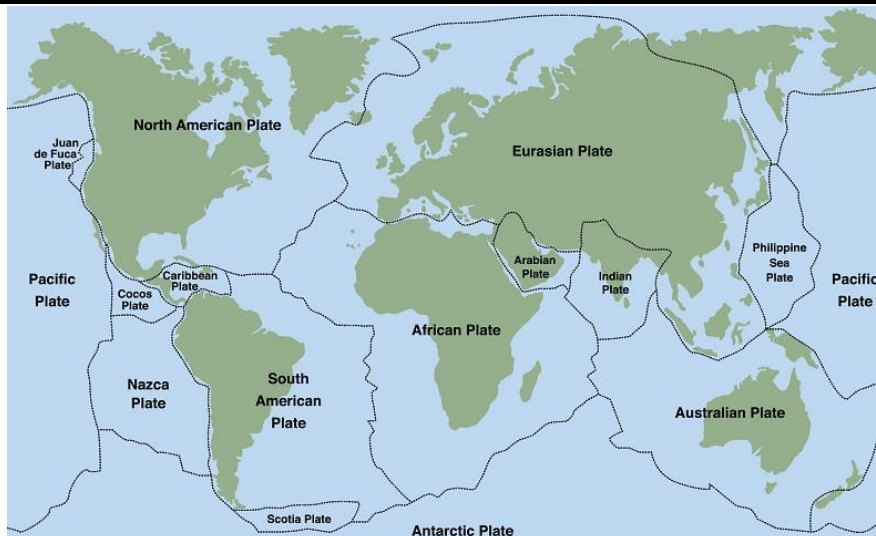 North American Plate
Juan
de Fuca
Plate
Eurasian Plate
Philippine
Sea
Plate
Arabian
Plate
Indian
Plate
Pacific
Plate
Caribbean
Plate
Cocos
Plate
Pacific
Plate
African Plate
Nazca
Plate
South
American
Plate
Australian Plate
Scotia Plate
Antarctic Plate